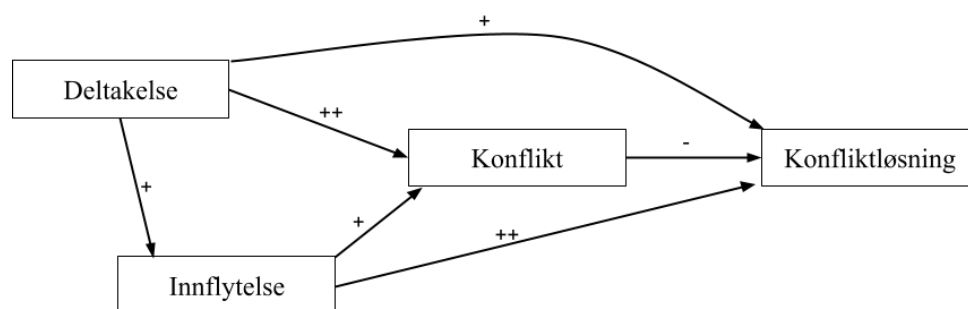 +
Deltakelse
++
Konflikt
-
Konfliktløsning
+
+
++
Innflytelse